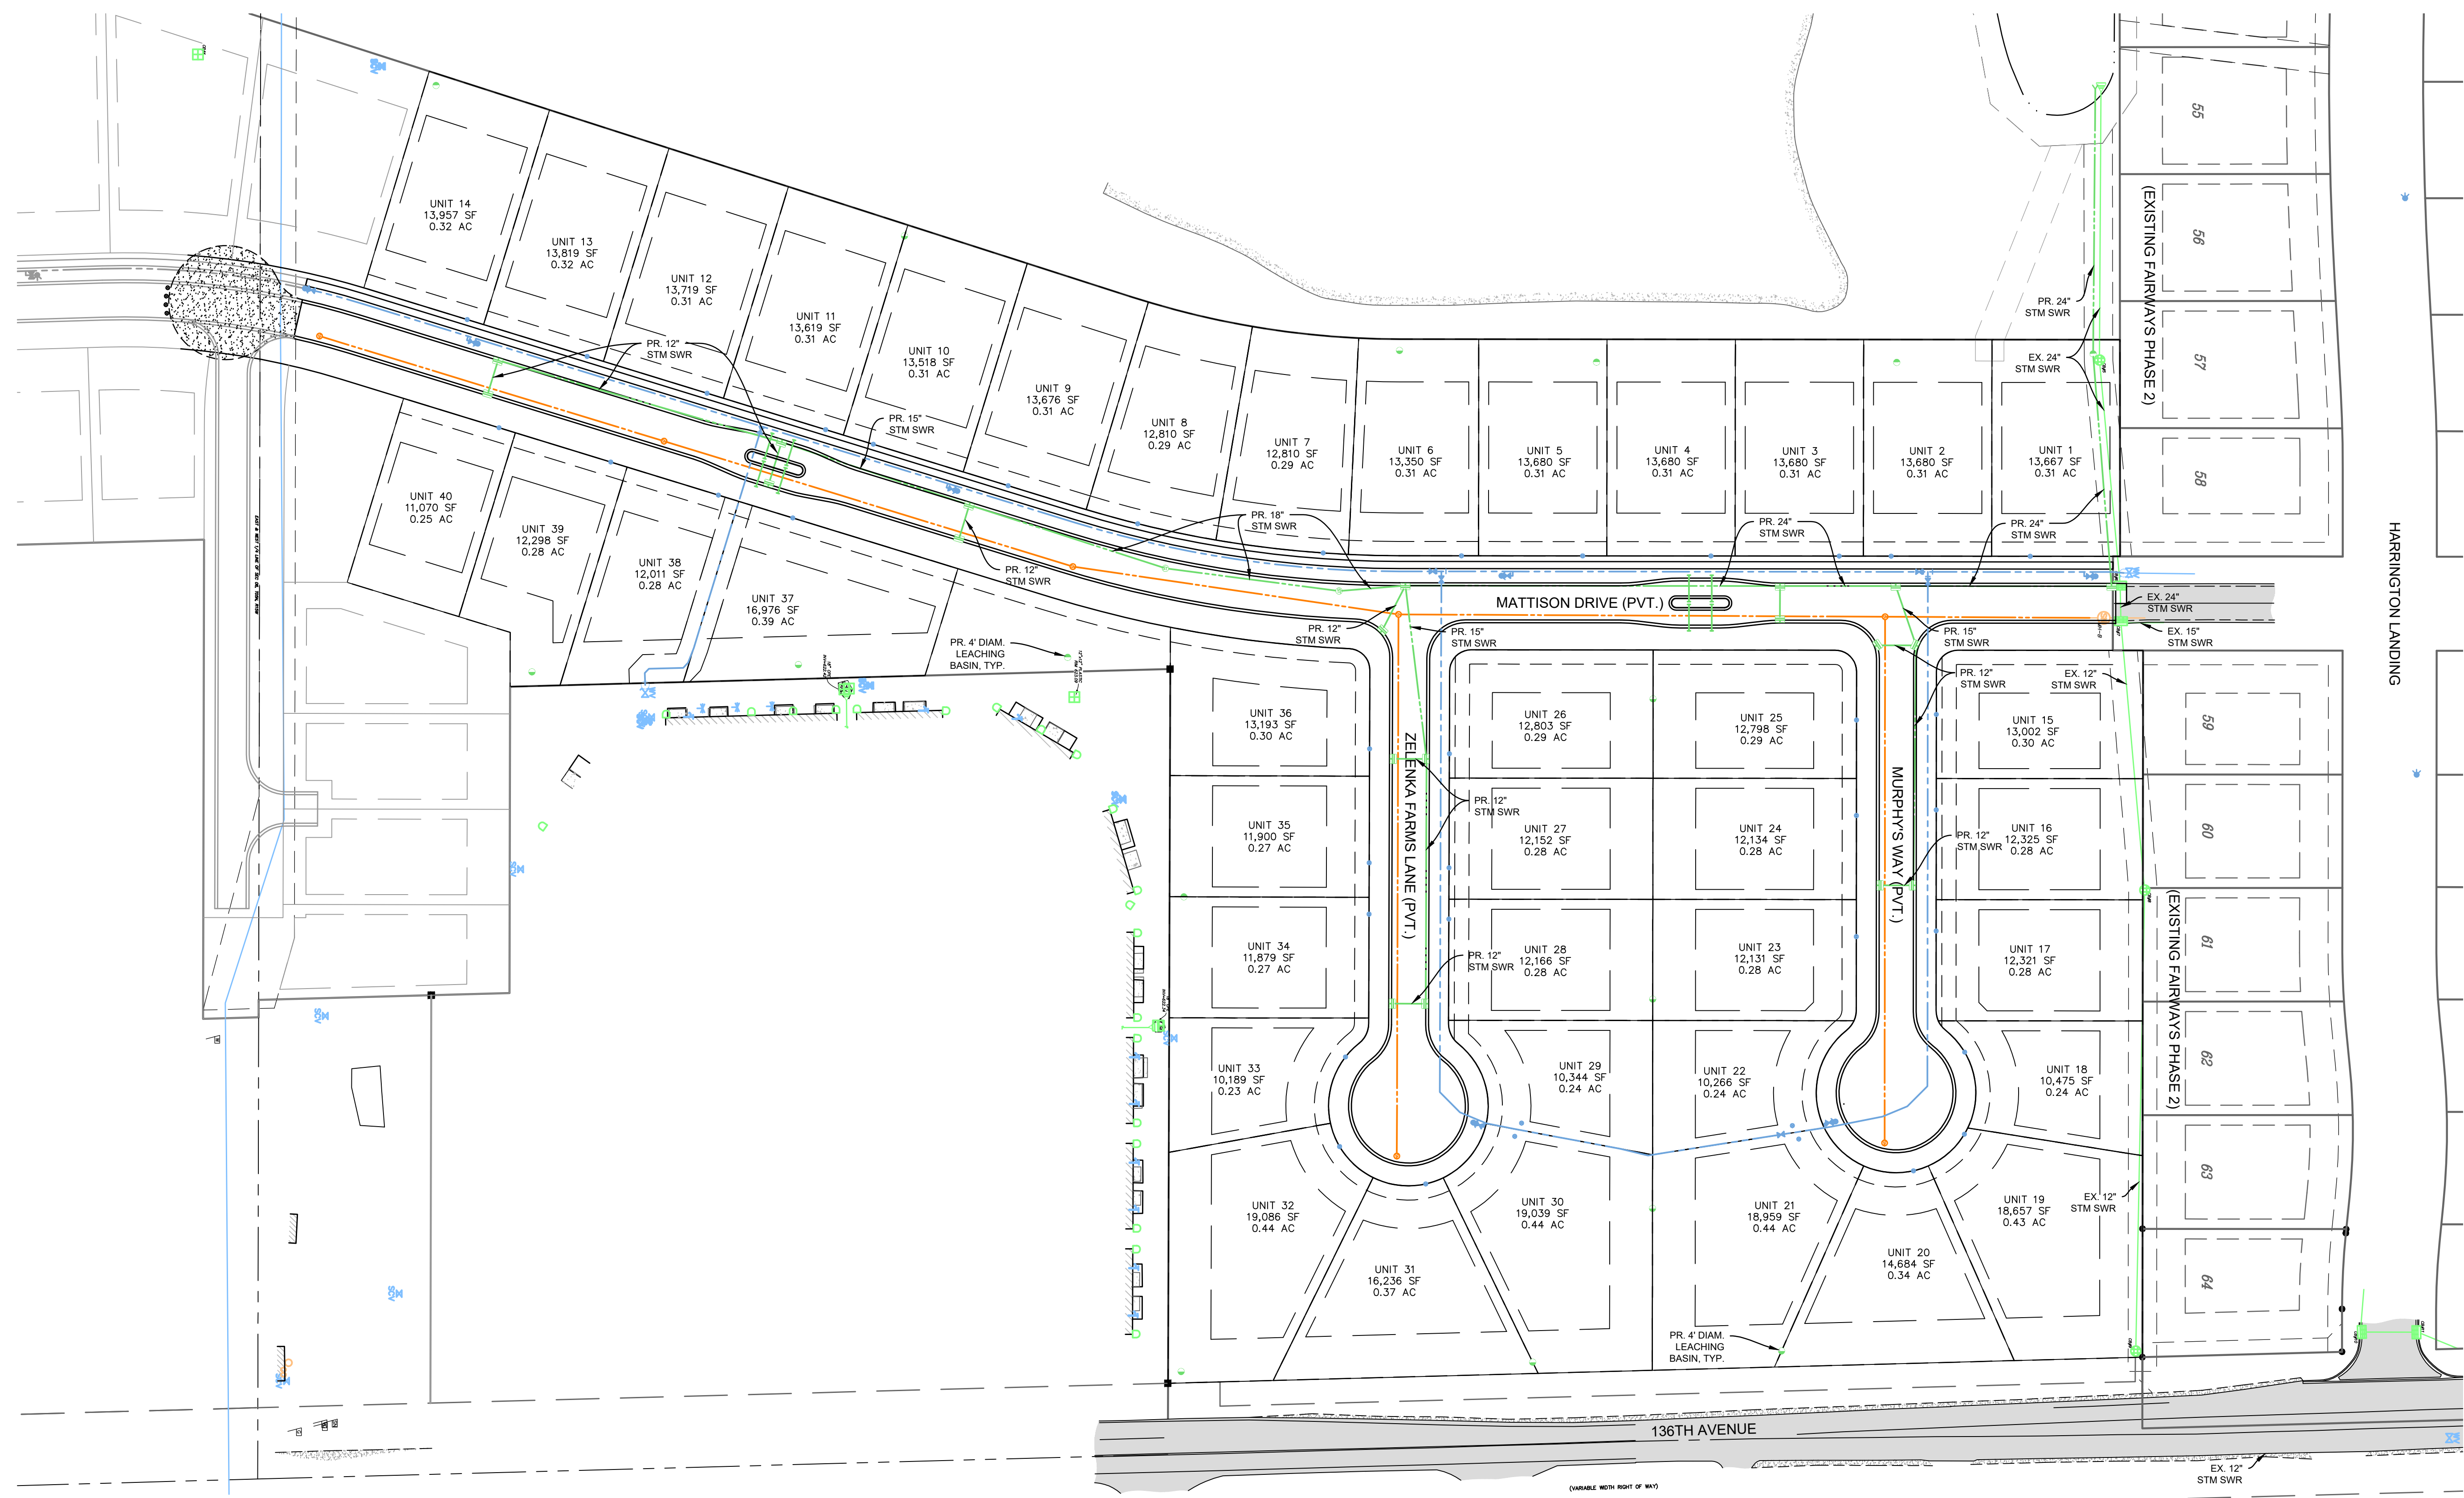 UNIT 14
13,957 SF
0.32 AC
UNIT 13
13,819 SF
0.32 AC
UNIT 12
13,719 SF
0.31 AC
UNIT 11
13,619 SF
0.31 AC
UNIT 10
13,518 SF
0.31 AC
UNIT 9
13,676 SF
0.31 AC
UNIT 8
12,810 SF
0.29 AC
UNIT 7
12,810 SF
0.29 AC
UNIT 6
13,350 SF
0.31 AC
UNIT 5
13,680 SF
0.31 AC
UNIT 4
13,680 SF
0.31 AC
UNIT 3
13,680 SF
0.31 AC
UNIT 2
13,680 SF
0.31 AC
UNIT 1
13,667 SF
0.31 AC
PR. 24"
STM SWR
EX. 24"
STM SWR
55
56
57
58
(EXISTING FAIRWAYS PHASE 2)
HARRINGTON LANDING
PR. 12"
STM SWR
PR. 15"
STM SWR
PR. 18"
STM SWR
PR. 24"
STM SWR
PR. 24"
STM SWR
PR. 12"
STM SWR
UNIT 40
11,070 SF
0.25 AC
UNIT 39
12,298 SF
0.28 AC
UNIT 38
12,011 SF
0.28 AC
UNIT 37
16,976 SF
0.39 AC
PR. 4' DIAM.
LEACHING
BASIN, TYP.
MATTISON DRIVE (PVT.)
PR. 12"
STM SWR
PR. 15"
STM SWR
PR. 15"
STM SWR
EX. 24"
STM SWR
EX. 15"
STM SWR
PR. 12"
STM SWR
EX. 12"
STM SWR
UNIT 36
13,193 SF
0.30 AC
UNIT 26
12,803 SF
0.29 AC
UNIT 25
12,798 SF
0.29 AC
UNIT 15
13,002 SF
0.30 AC
59
ZELENKA FARMS LANE (PVT.)
MURPHY'S WAY (PVT.)
PR. 12"
STM SWR
PR. 12"
STM SWR
UNIT 35
11,900 SF
0.27 AC
UNIT 27
12,152 SF
0.28 AC
UNIT 24
12,134 SF
0.28 AC
UNIT 16
12,325 SF
0.28 AC
60
UNIT 34
11,879 SF
0.27 AC
PR. 12"
STM SWR
UNIT 28
12,166 SF
0.28 AC
UNIT 23
12,131 SF
0.28 AC
UNIT 17
12,321 SF
0.28 AC
61
(EXISTING FAIRWAYS PHASE 2)
UNIT 33
10,189 SF
0.23 AC
UNIT 29
10,344 SF
0.24 AC
UNIT 22
10,266 SF
0.24 AC
UNIT 18
10,475 SF
0.24 AC
62
63
UNIT 32
19,086 SF
0.44 AC
UNIT 30
19,039 SF
0.44 AC
UNIT 21
18,959 SF
0.44 AC
UNIT 19
18,657 SF
0.43 AC
EX. 12"
STM SWR
UNIT 31
16,236 SF
0.37 AC
UNIT 20
14,684 SF
0.34 AC
64
PR. 4' DIAM.
LEACHING
BASIN, TYP.
136TH AVENUE
(VARIABLE WIDTH RIGHT OF WAY)
EX. 12"
STM SWR